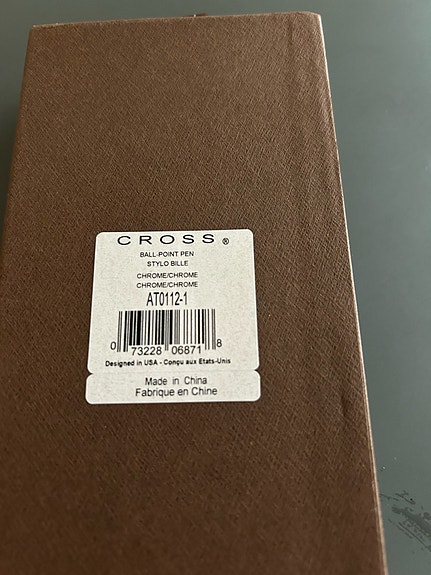 CROSS®
BALL-POINT PEN
STYLO BILLE
CHROME/CHROME
CHROME/CHROME
AT0112-1
0 73228 06871 8
Designed in USA - Conçu aux Etats-Unis
Made in China
Fabrique en Chine